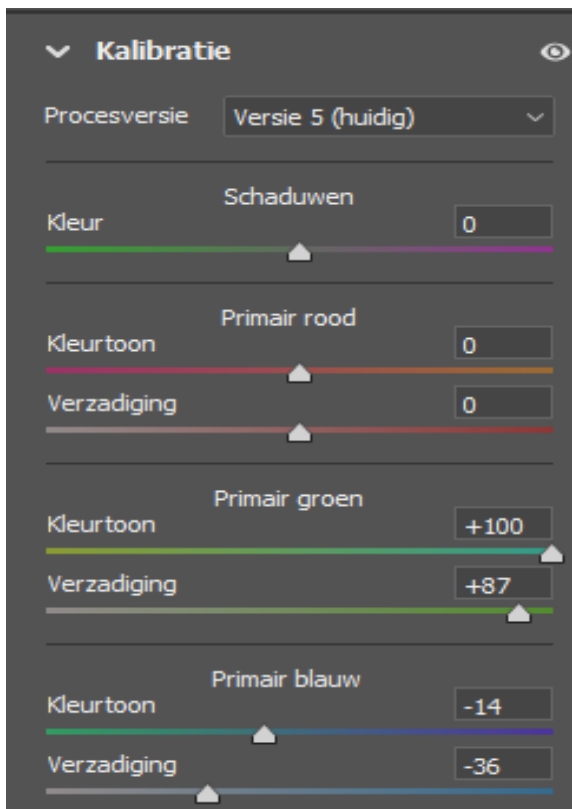 Kalibratie
Procesversie Versie 5 (huidig)
Schaduwen
Kleur 0
Primair rood
Kleurtoon 0
Verzadiging 0
Primair groen
Kleurtoon +100
Verzadiging +87
Primair blauw
Kleurtoon -14
Verzadiging -36